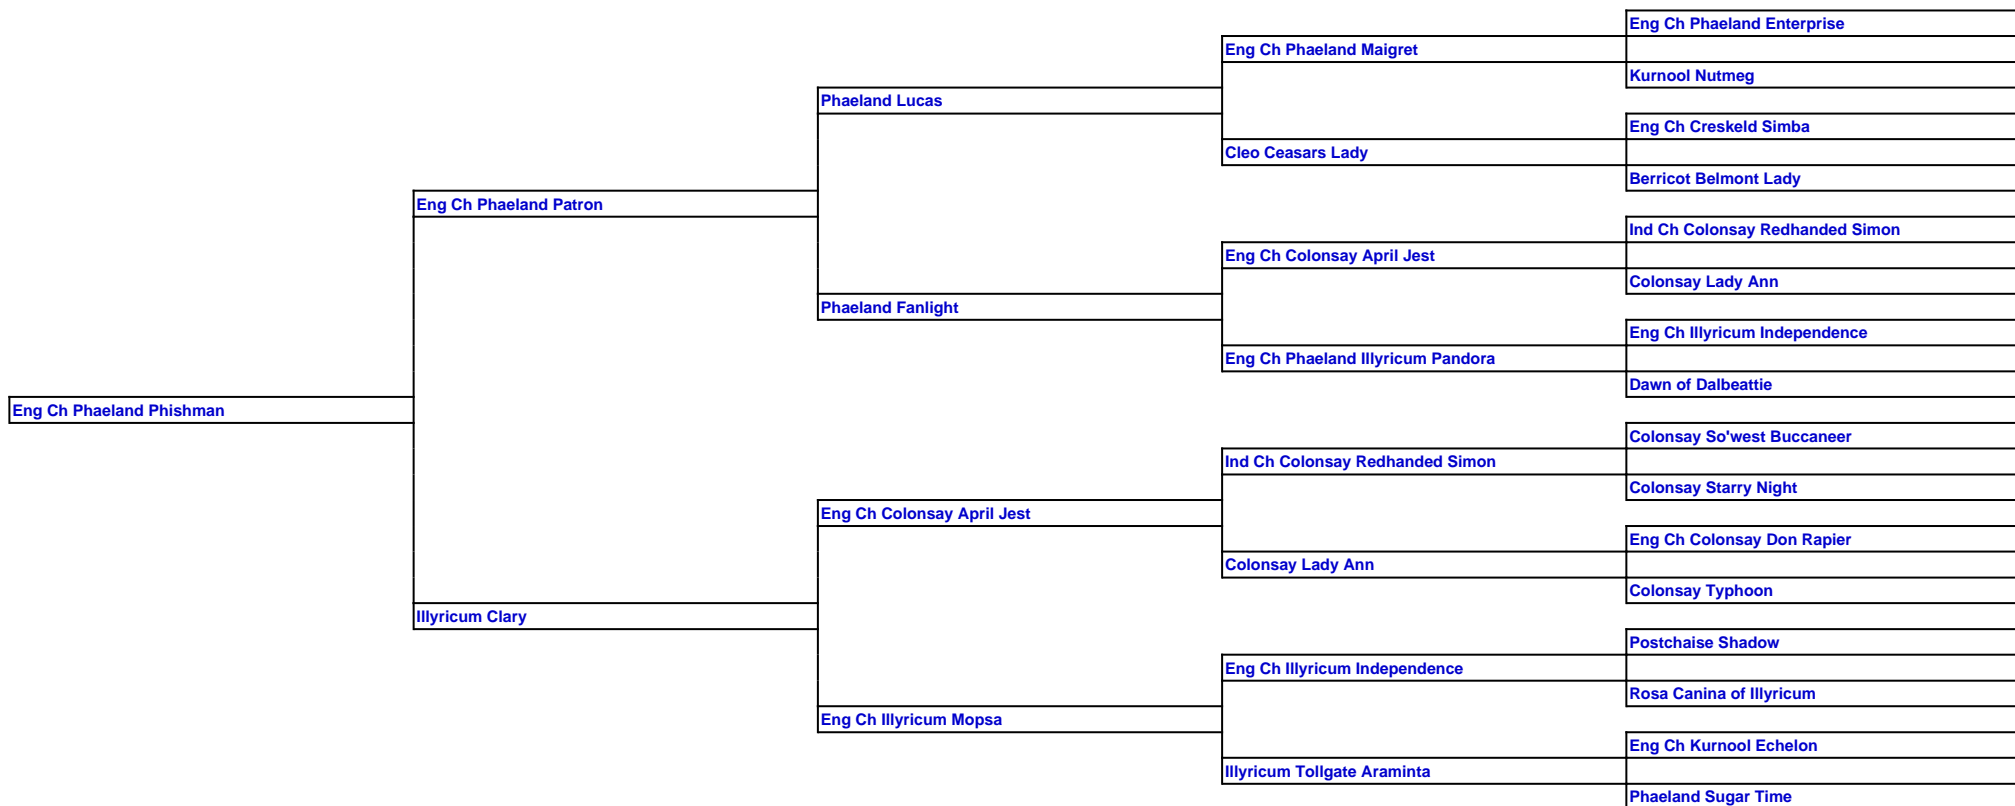 Eng Ch Phaeland Enterprise
Eng Ch Phaeland Maigret
Kurnool Nutmeg
Phaeland Lucas
Eng Ch Creskeld Simba
Cleo Ceasars Lady
Berricot Belmont Lady
Eng Ch Phaeland Patron
Ind Ch Colonsay Redhanded Simon
Eng Ch Colonsay April Jest
Colonsay Lady Ann
Phaeland Fanlight
Eng Ch Illyricum Independence
Eng Ch Phaeland Illyricum Pandora
Dawn of Dalbeattie
Eng Ch Phaeland Phishman
Colonsay So'west Buccaneer
Ind Ch Colonsay Redhanded Simon
Colonsay Starry Night
Eng Ch Colonsay April Jest
Eng Ch Colonsay Don Rapier
Colonsay Lady Ann
Colonsay Typhoon
Illyricum Clary
Postchaise Shadow
Eng Ch Illyricum Independence
Rosa Canina of Illyricum
Eng Ch Illyricum Mopsa
Eng Ch Kurnool Echelon
Illyricum Tollgate Araminta
Phaeland Sugar Time